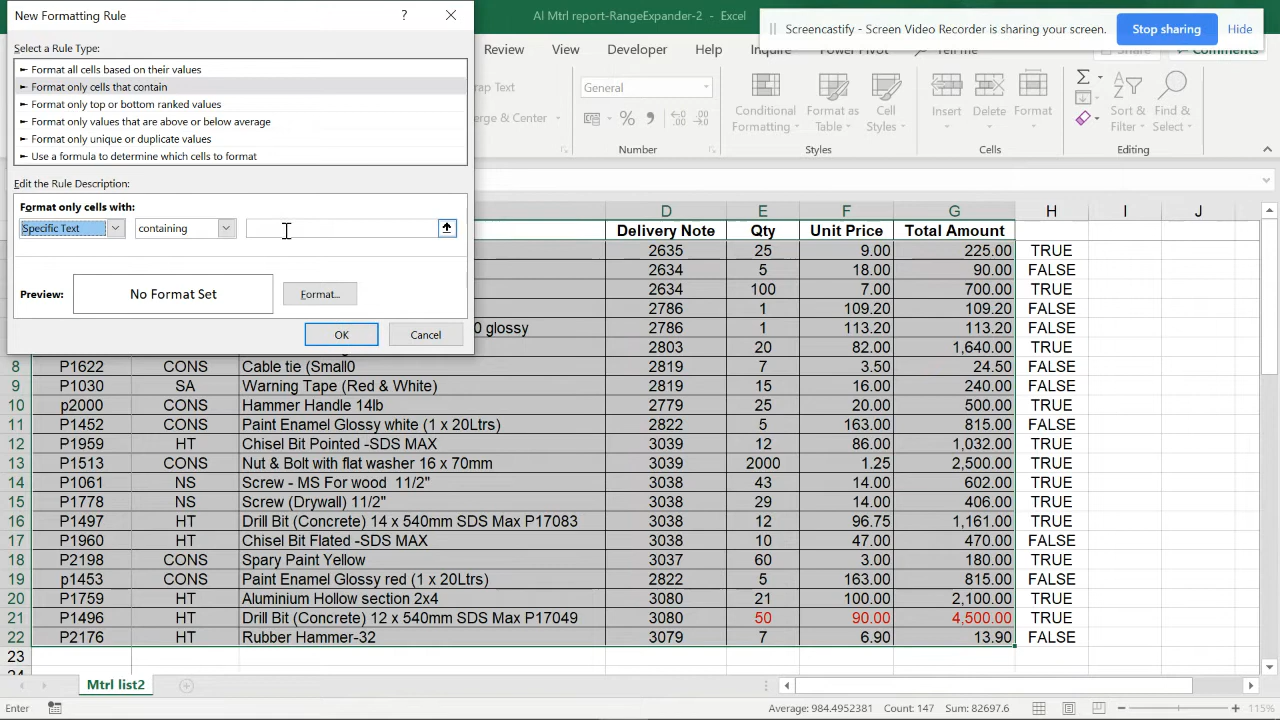 New Formatting Rule
?
AI Mtrl report-RangeExpander-2 - Excel
Screencastify - Screen Video Recorder is sharing your screen.
Stop sharing
Hide
Select a Rule Type:
► Format all cells based on their values
► Format only cells that contain
► Format only top or bottom ranked values
► Format only values that are above or below average
► Format only unique or duplicate values
► Use a formula to determine which cells to format
Edit the Rule Description:
Format only cells with:
Specific Text
containing
Preview:
No Format Set
Format...
OK
Cancel
Review View Developer Help Inquire Power Pivot Tell me
Comments
rap Text
erge & Center
General
%
Number
Conditional Formatting
Format as Table
Cell Styles
Styles
Insert
Delete
Format
Cells
Sort & Filter
Find & Select
Editing
D E F G H I J
Delivery Note Qty Unit Price Total Amount
2635 25 9.00 225.00 TRUE
2634 5 18.00 90.00 FALSE
2634 100 7.00 700.00 TRUE
2786 1 109.20 109.20 FALSE
0 glossy 2786 1 113.20 113.20 FALSE
2803 20 82.00 1,640.00 TRUE
8 P1622 CONS Cable tie (Small0 2819 7 3.50 24.50 FALSE
9 P1030 SA Warning Tape (Red & White) 2819 15 16.00 240.00 FALSE
10 p2000 CONS Hammer Handle 14lb 2779 25 20.00 500.00 TRUE
11 P1452 CONS Paint Enamel Glossy white (1 x 20Ltrs) 2822 5 163.00 815.00 FALSE
12 P1959 HT Chisel Bit Pointed -SDS MAX 3039 12 86.00 1,032.00 TRUE
13 P1513 CONS Nut & Bolt with flat washer 16 x 70mm 3039 2000 1.25 2,500.00 TRUE
14 P1061 NS Screw - MS For wood 11/2" 3038 43 14.00 602.00 TRUE
15 P1778 NS Screw (Drywall) 11/2" 3038 29 14.00 406.00 TRUE
16 P1497 HT Drill Bit (Concrete) 14 x 540mm SDS Max P17083 3038 12 96.75 1,161.00 TRUE
17 P1960 HT Chisel Bit Flated -SDS MAX 3038 10 47.00 470.00 FALSE
18 P2198 CONS Spary Paint Yellow 3037 60 3.00 180.00 TRUE
19 p1453 CONS Paint Enamel Glossy red (1 x 20Ltrs) 2822 5 163.00 815.00 FALSE
20 P1759 HT Aluminium Hollow section 2x4 3080 21 100.00 2,100.00 TRUE
21 P1496 HT Drill Bit (Concrete) 12 x 540mm SDS Max P17049 3080 50 90.00 4,500.00 TRUE
22 P2176 HT Rubber Hammer-32 3079 7 6.90 13.90 FALSE
23
Mtrl list2
Enter
Average: 984.4952381 Count: 147 Sum: 82697.6
115%